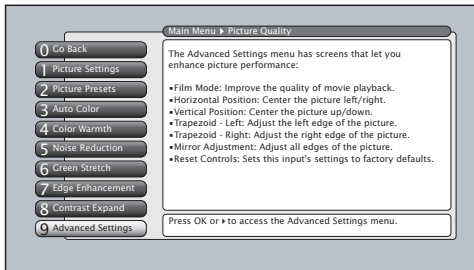 Main Menu ▸ Picture Quality
0 Go Back
1 Picture Settings
2 Picture Presets
3 Auto Color
4 Color Warmth
5 Noise Reduction
6 Green Stretch
7 Edge Enhancement
8 Contrast Expand
9 Advanced Settings
The Advanced Settings menu has screens that let you
enhance picture performance:
▪Film Mode: Improve the quality of movie playback.
▪Horizontal Position: Center the picture left/right.
▪Vertical Position: Center the picture up/down.
▪Trapezoid - Left: Adjust the left edge of the picture.
▪Trapezoid - Right: Adjust the right edge of the picture.
▪Mirror Adjustment: Adjust all edges of the picture.
▪Reset Controls: Sets this input's settings to factory defaults.
Press OK or ▸ to access the Advanced Settings menu.